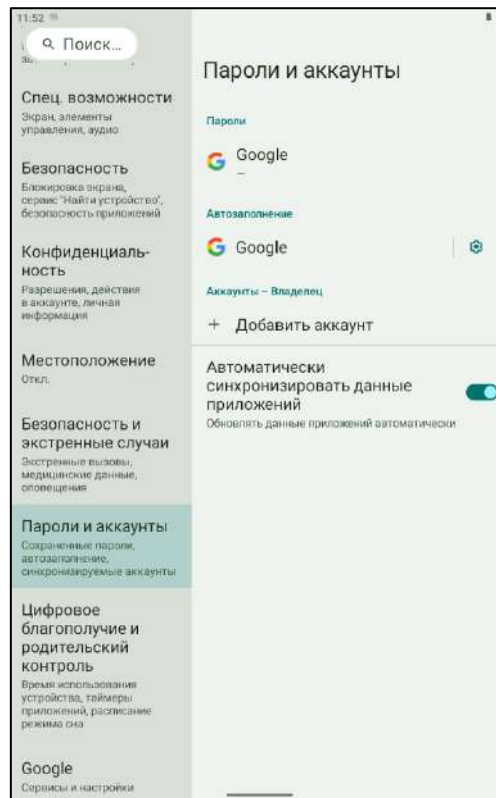 11:52
Поиск...
Спец. возможности
Экран, элементы
управления, аудио
Безопасность
Блокировка экрана,
сервис "Найти устройство",
безопасность приложений
Конфиденциаль-
ность
Разрешения, действия
в аккаунте, личная
информация
Местоположение
Откл.
Безопасность и
экстренные случаи
Экстренные вызовы,
медицинские данные,
оповещения
Пароли и аккаунты
Сохраненные пароли,
автозаполнение,
синхронизируемые аккаунты
Цифровое
благополучие и
родительский
контроль
Время использования
устройства, таймеры
приложений, расписание
режима сна
Google
Сервисы и настройки
Пароли и аккаунты
Пароли
Google
–
Автозаполнение
Google
Аккаунты – Владелец
+ Добавить аккаунт
Автоматически
синхронизировать данные
приложений
Обновлять данные приложений автоматически